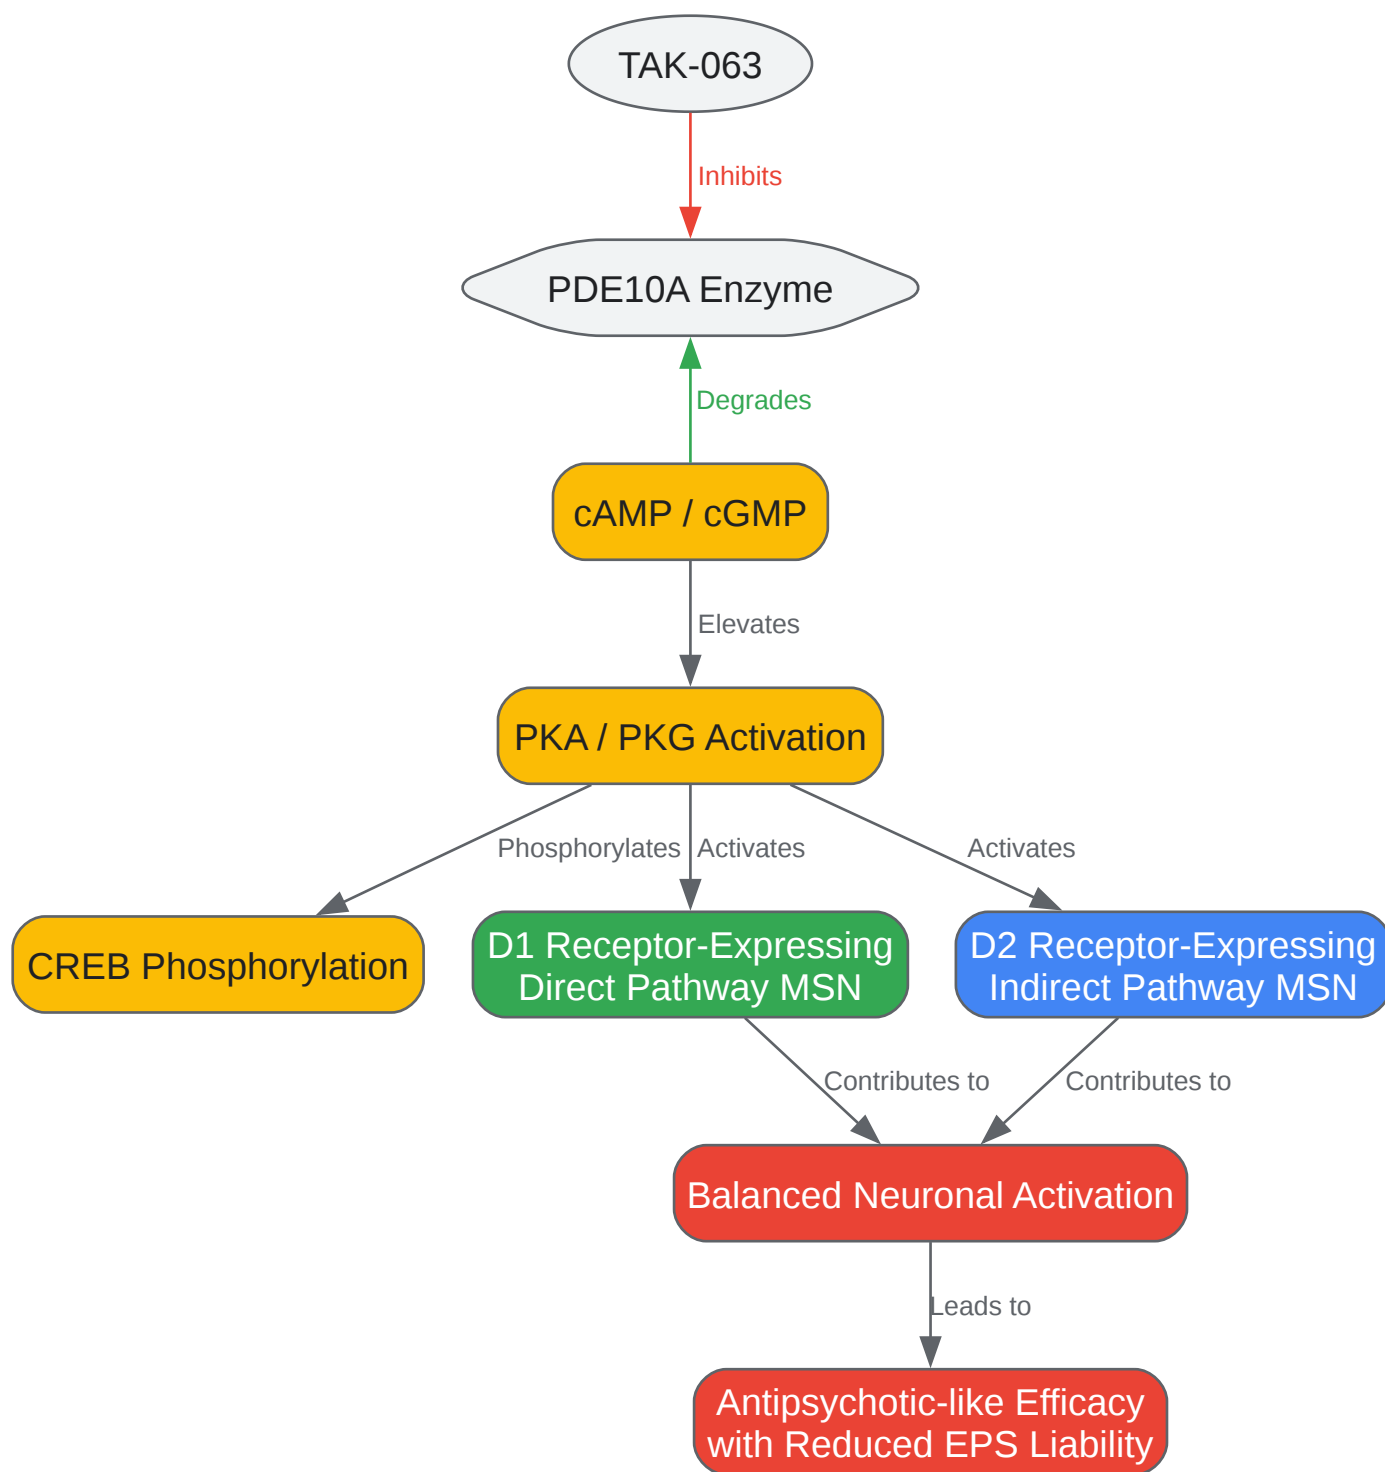 TAK-063
Inhibits
PDE10A Enzyme
Degrades
cAMP / cGMP
Elevates
PKA / PKG Activation
Phosphorylates
Activates
Activates
CREB Phosphorylation
D1 Receptor-Expressing
Direct Pathway MSN
D2 Receptor-Expressing
Indirect Pathway MSN
Contributes to
Contributes to
Balanced Neuronal Activation
Leads to
Antipsychotic-like Efficacy
with Reduced EPS Liability